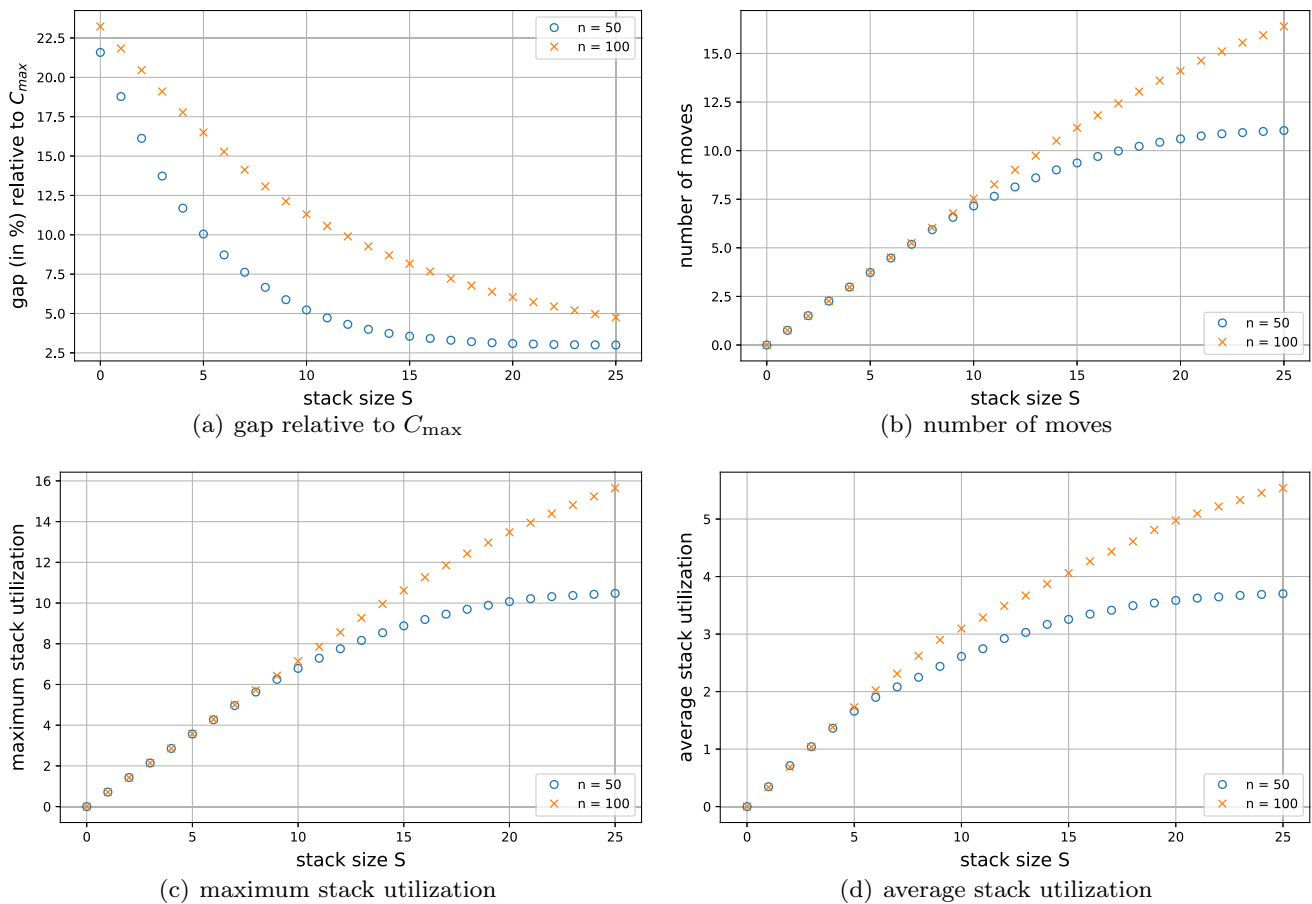 gap (in %) relative to Cmax
22.5
20.0
17.5
15.0
12.5
10.0
7.5
5.0
2.5
0 5 10 15 20 25
stack size S
n = 50
n = 100
(a) gap relative to Cmax
number of moves
15.0
12.5
10.0
7.5
5.0
2.5
0.0
0 5 10 15 20 25
stack size S
n = 50
n = 100
(b) number of moves
maximum stack utilization
16
14
12
10
8
6
4
2
0
0 5 10 15 20 25
stack size S
n = 50
n = 100
(c) maximum stack utilization
average stack utilization
5
4
3
2
1
0
0 5 10 15 20 25
stack size S
n = 50
n = 100
(d) average stack utilization